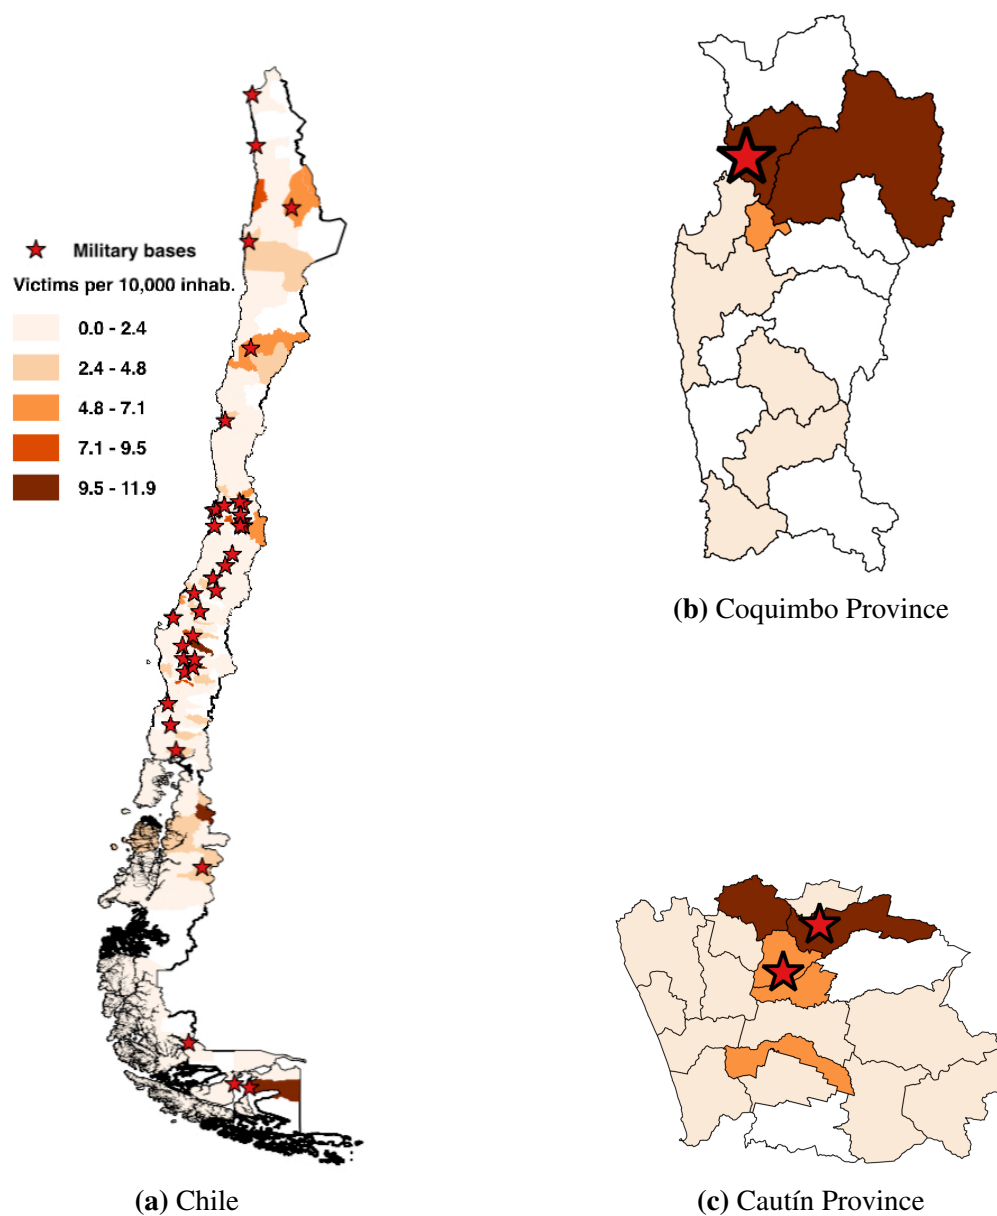 Military bases
Victims per 10,000 inhab.
0.0 - 2.4
2.4 - 4.8
4.8 - 7.1
7.1 - 9.5
9.5 - 11.9
(a) Chile
(b) Coquimbo Province
(c) Cautín Province